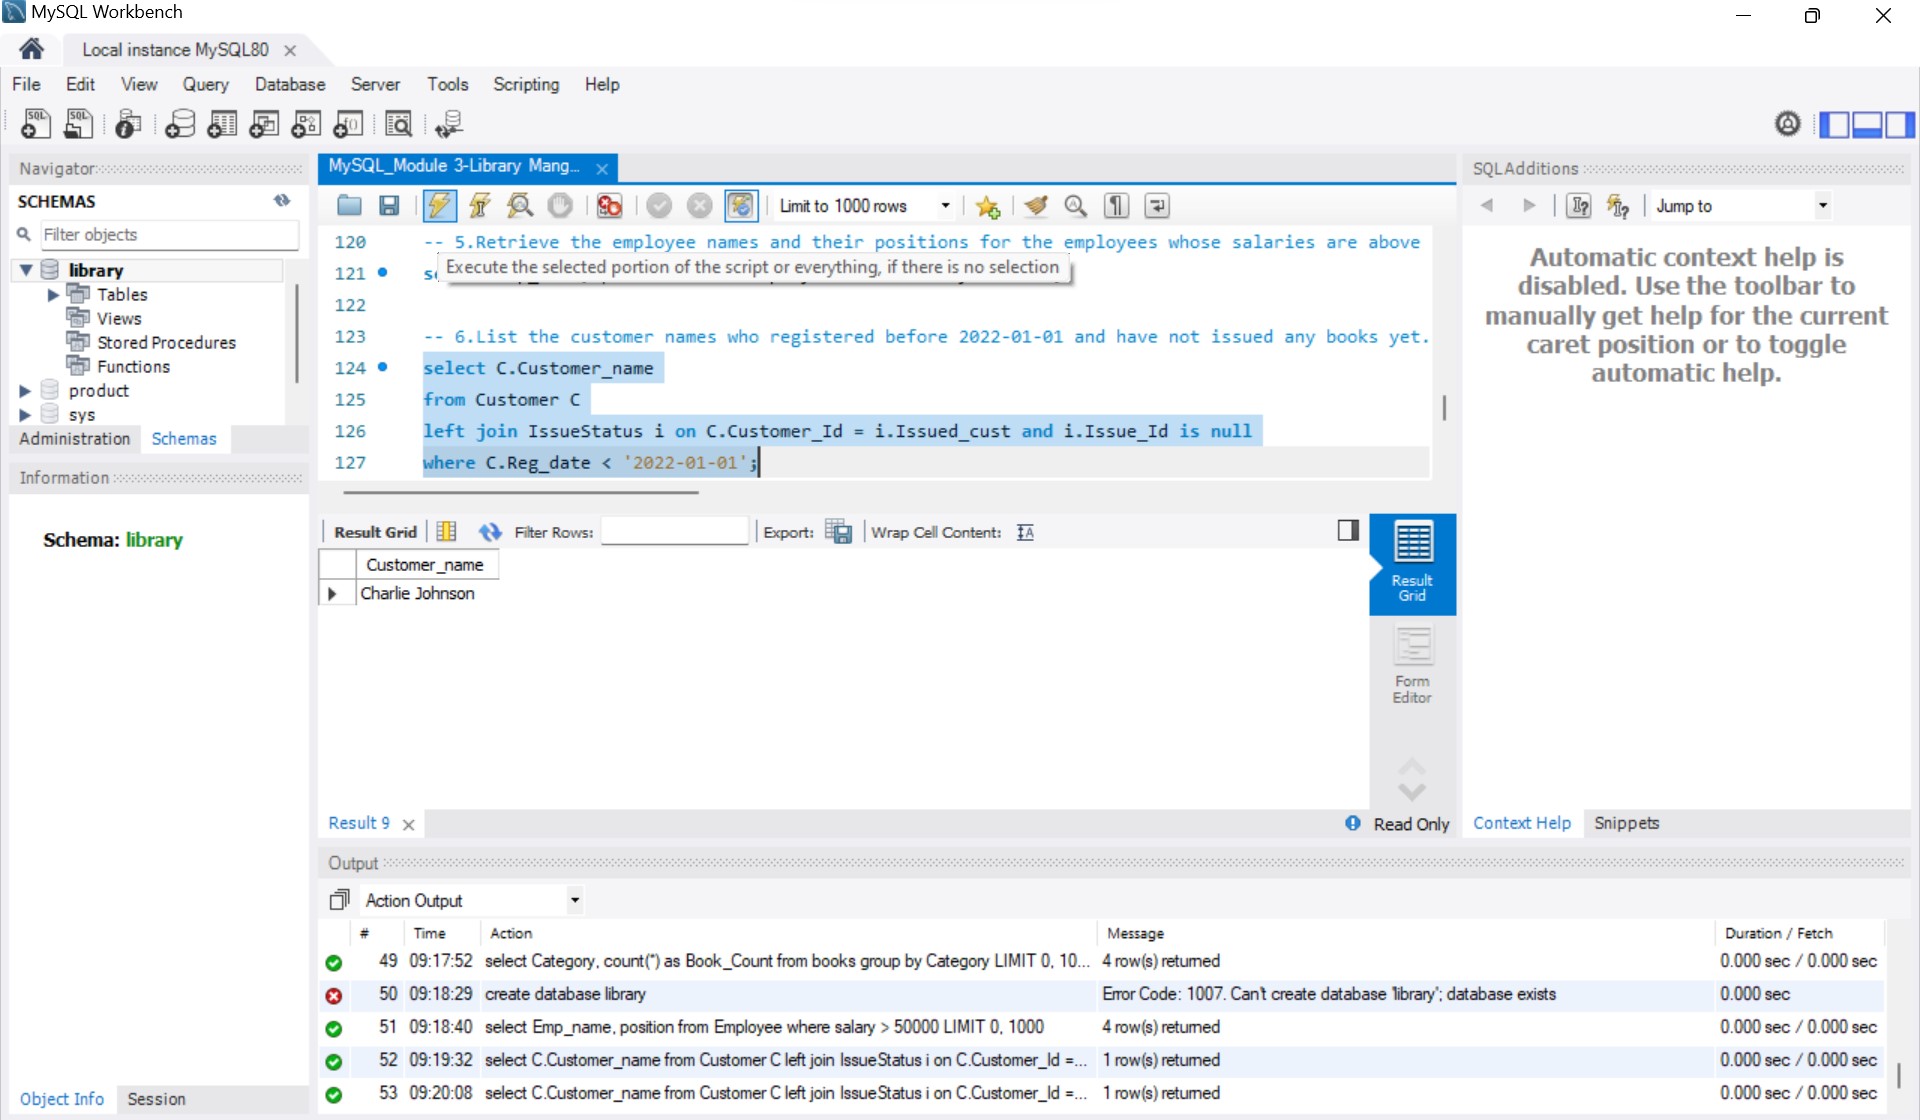 MySQL Workbench
Local instance MySQL80
File Edit View Query Database Server Tools Scripting Help
Navigator
SCHEMAS
Filter objects
library
Tables
Views
Stored Procedures
Functions
product
sys
Administration Schemas
Information
Schema: library
Object Info Session
MySQL_Module 3-Library Mang...
Limit to 1000 rows
120 -- 5.Retrieve the employee names and their positions for the employees whose salaries are above
121
Execute the selected portion of the script or everything, if there is no selection
122
123 -- 6.List the customer names who registered before 2022-01-01 and have not issued any books yet.
124 select C.Customer_name
125 from Customer C
126 left join IssueStatus i on C.Customer_Id = i.Issued_cust and i.Issue_Id is null
127 where C.Reg_date < '2022-01-01';
Result Grid Filter Rows: Export: Wrap Cell Content:
Customer_name
Charlie Johnson
Result Grid
Form Editor
Result 9
Read Only
SQLAdditions
Jump to
Automatic context help is
disabled. Use the toolbar to
manually get help for the current
caret position or to toggle
automatic help.
Context Help Snippets
Output
Action Output
# Time Action Message Duration / Fetch
49 09:17:52 select Category, count(*) as Book_Count from books group by Category LIMIT 0, 10... 4 row(s) returned 0.000 sec / 0.000 sec
50 09:18:29 create database library Error Code: 1007. Can't create database 'library'; database exists 0.000 sec
51 09:18:40 select Emp_name, position from Employee where salary > 50000 LIMIT 0, 1000 4 row(s) returned 0.000 sec / 0.000 sec
52 09:19:32 select C.Customer_name from Customer C left join IssueStatus i on C.Customer_Id =... 1 row(s) returned 0.000 sec / 0.000 sec
53 09:20:08 select C.Customer_name from Customer C left join IssueStatus i on C.Customer_Id =... 1 row(s) returned 0.000 sec / 0.000 sec